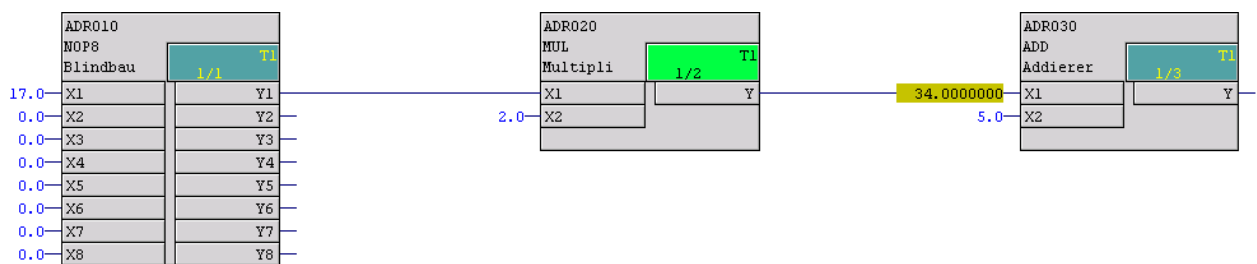 ADR010
NOP8
Blindbau
T1
1/1
17.0 X1 Y1
0.0 X2 Y2
0.0 X3 Y3
0.0 X4 Y4
0.0 X5 Y5
0.0 X6 Y6
0.0 X7 Y7
0.0 X8 Y8
ADR020
MUL
Multipli
T1
1/2
X1 Y
2.0 X2
ADR030
ADD
Addierer
T1
1/3
34.0000000 X1 Y
5.0 X2